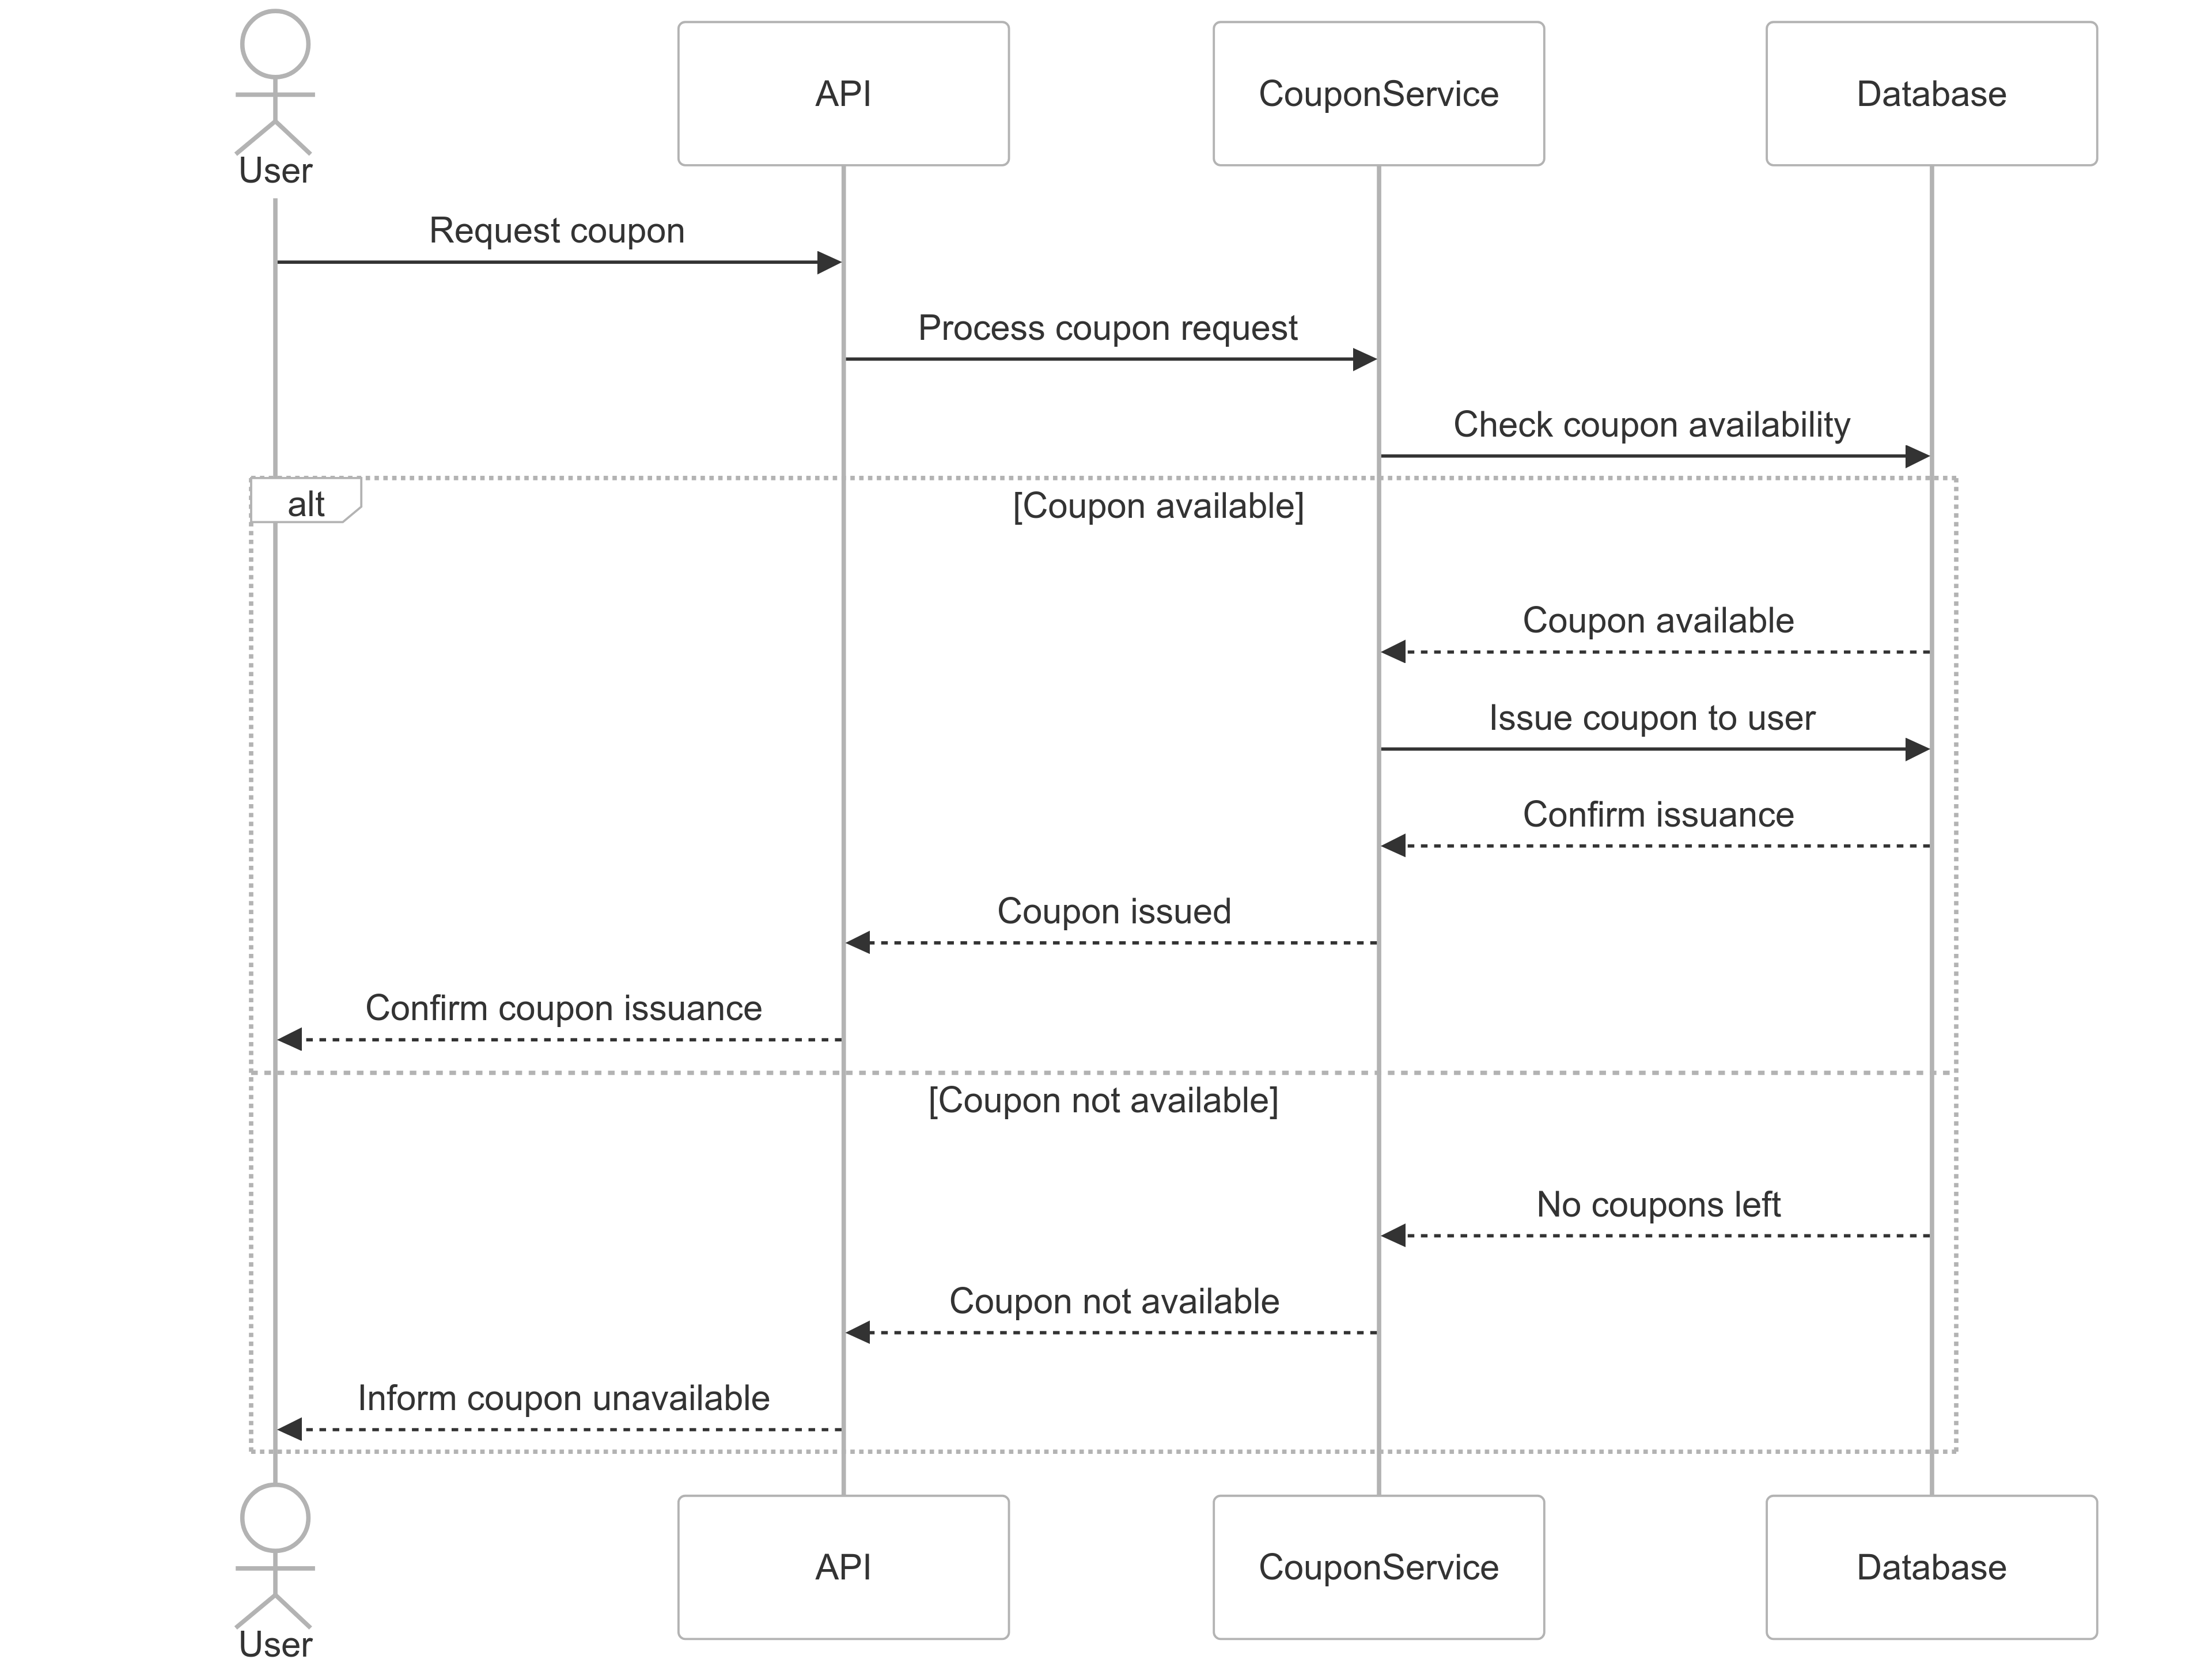 User
API
CouponService
Database
Request coupon
Process coupon request
Check coupon availability
alt
[Coupon available]
Coupon available
Issue coupon to user
Confirm issuance
Coupon issued
Confirm coupon issuance
[Coupon not available]
No coupons left
Coupon not available
Inform coupon unavailable
User
API
CouponService
Database